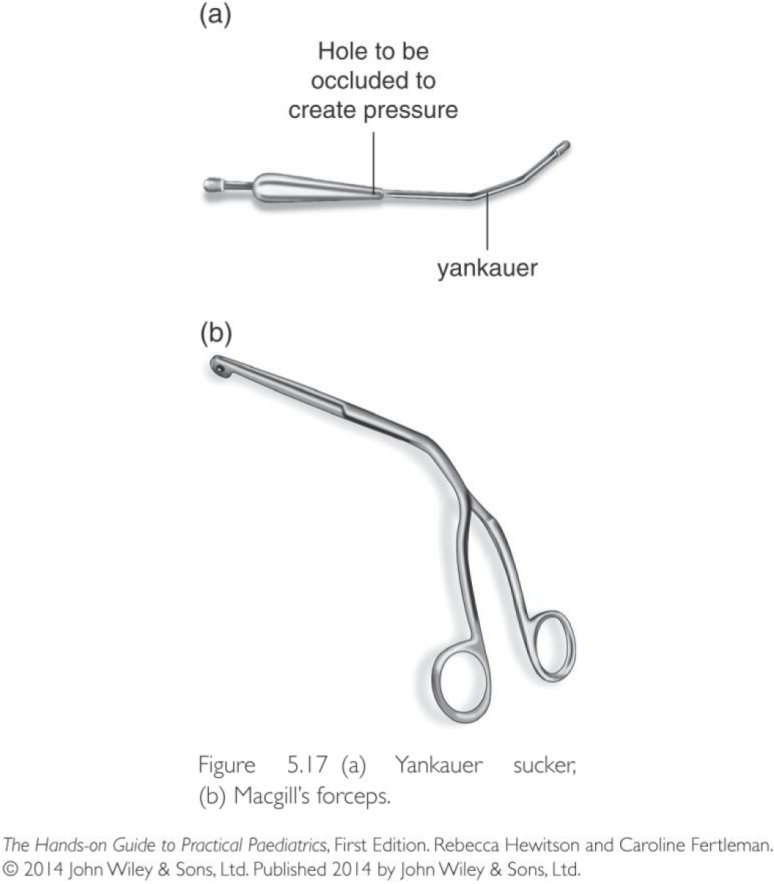 (a)
Hole to be
occluded to
create pressure
yankauer
(b)
Figure 5.17 (a) Yankauer sucker,
(b) Macgill's forceps.
The Hands-on Guide to Practical Paediatrics, First Edition. Rebecca Hewitson and Caroline Fertleman.
© 2014 John Wiley & Sons, Ltd. Published 2014 by John Wiley & Sons, Ltd.